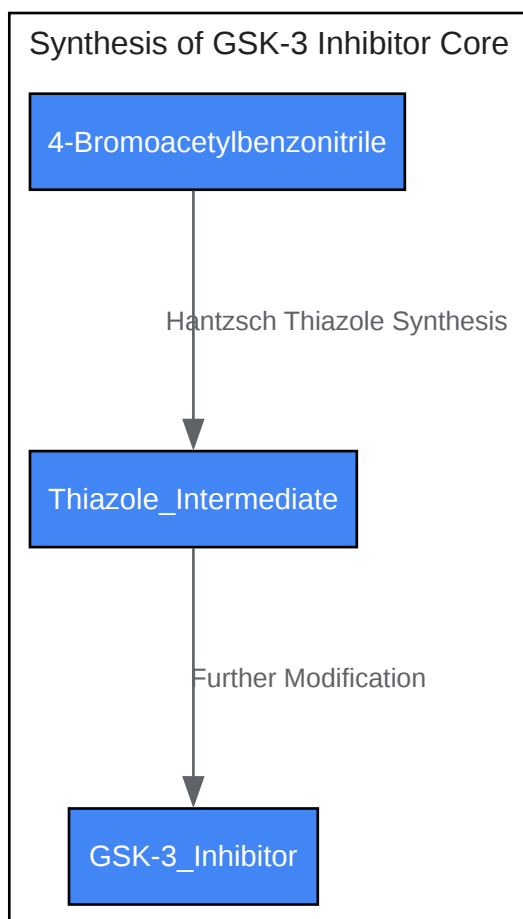 Synthesis of GSK-3 Inhibitor Core
4-Bromoacetylbenzonitrile
Hantzsch Thiazole Synthesis
Thiazole_Intermediate
Further Modification
GSK-3_Inhibitor